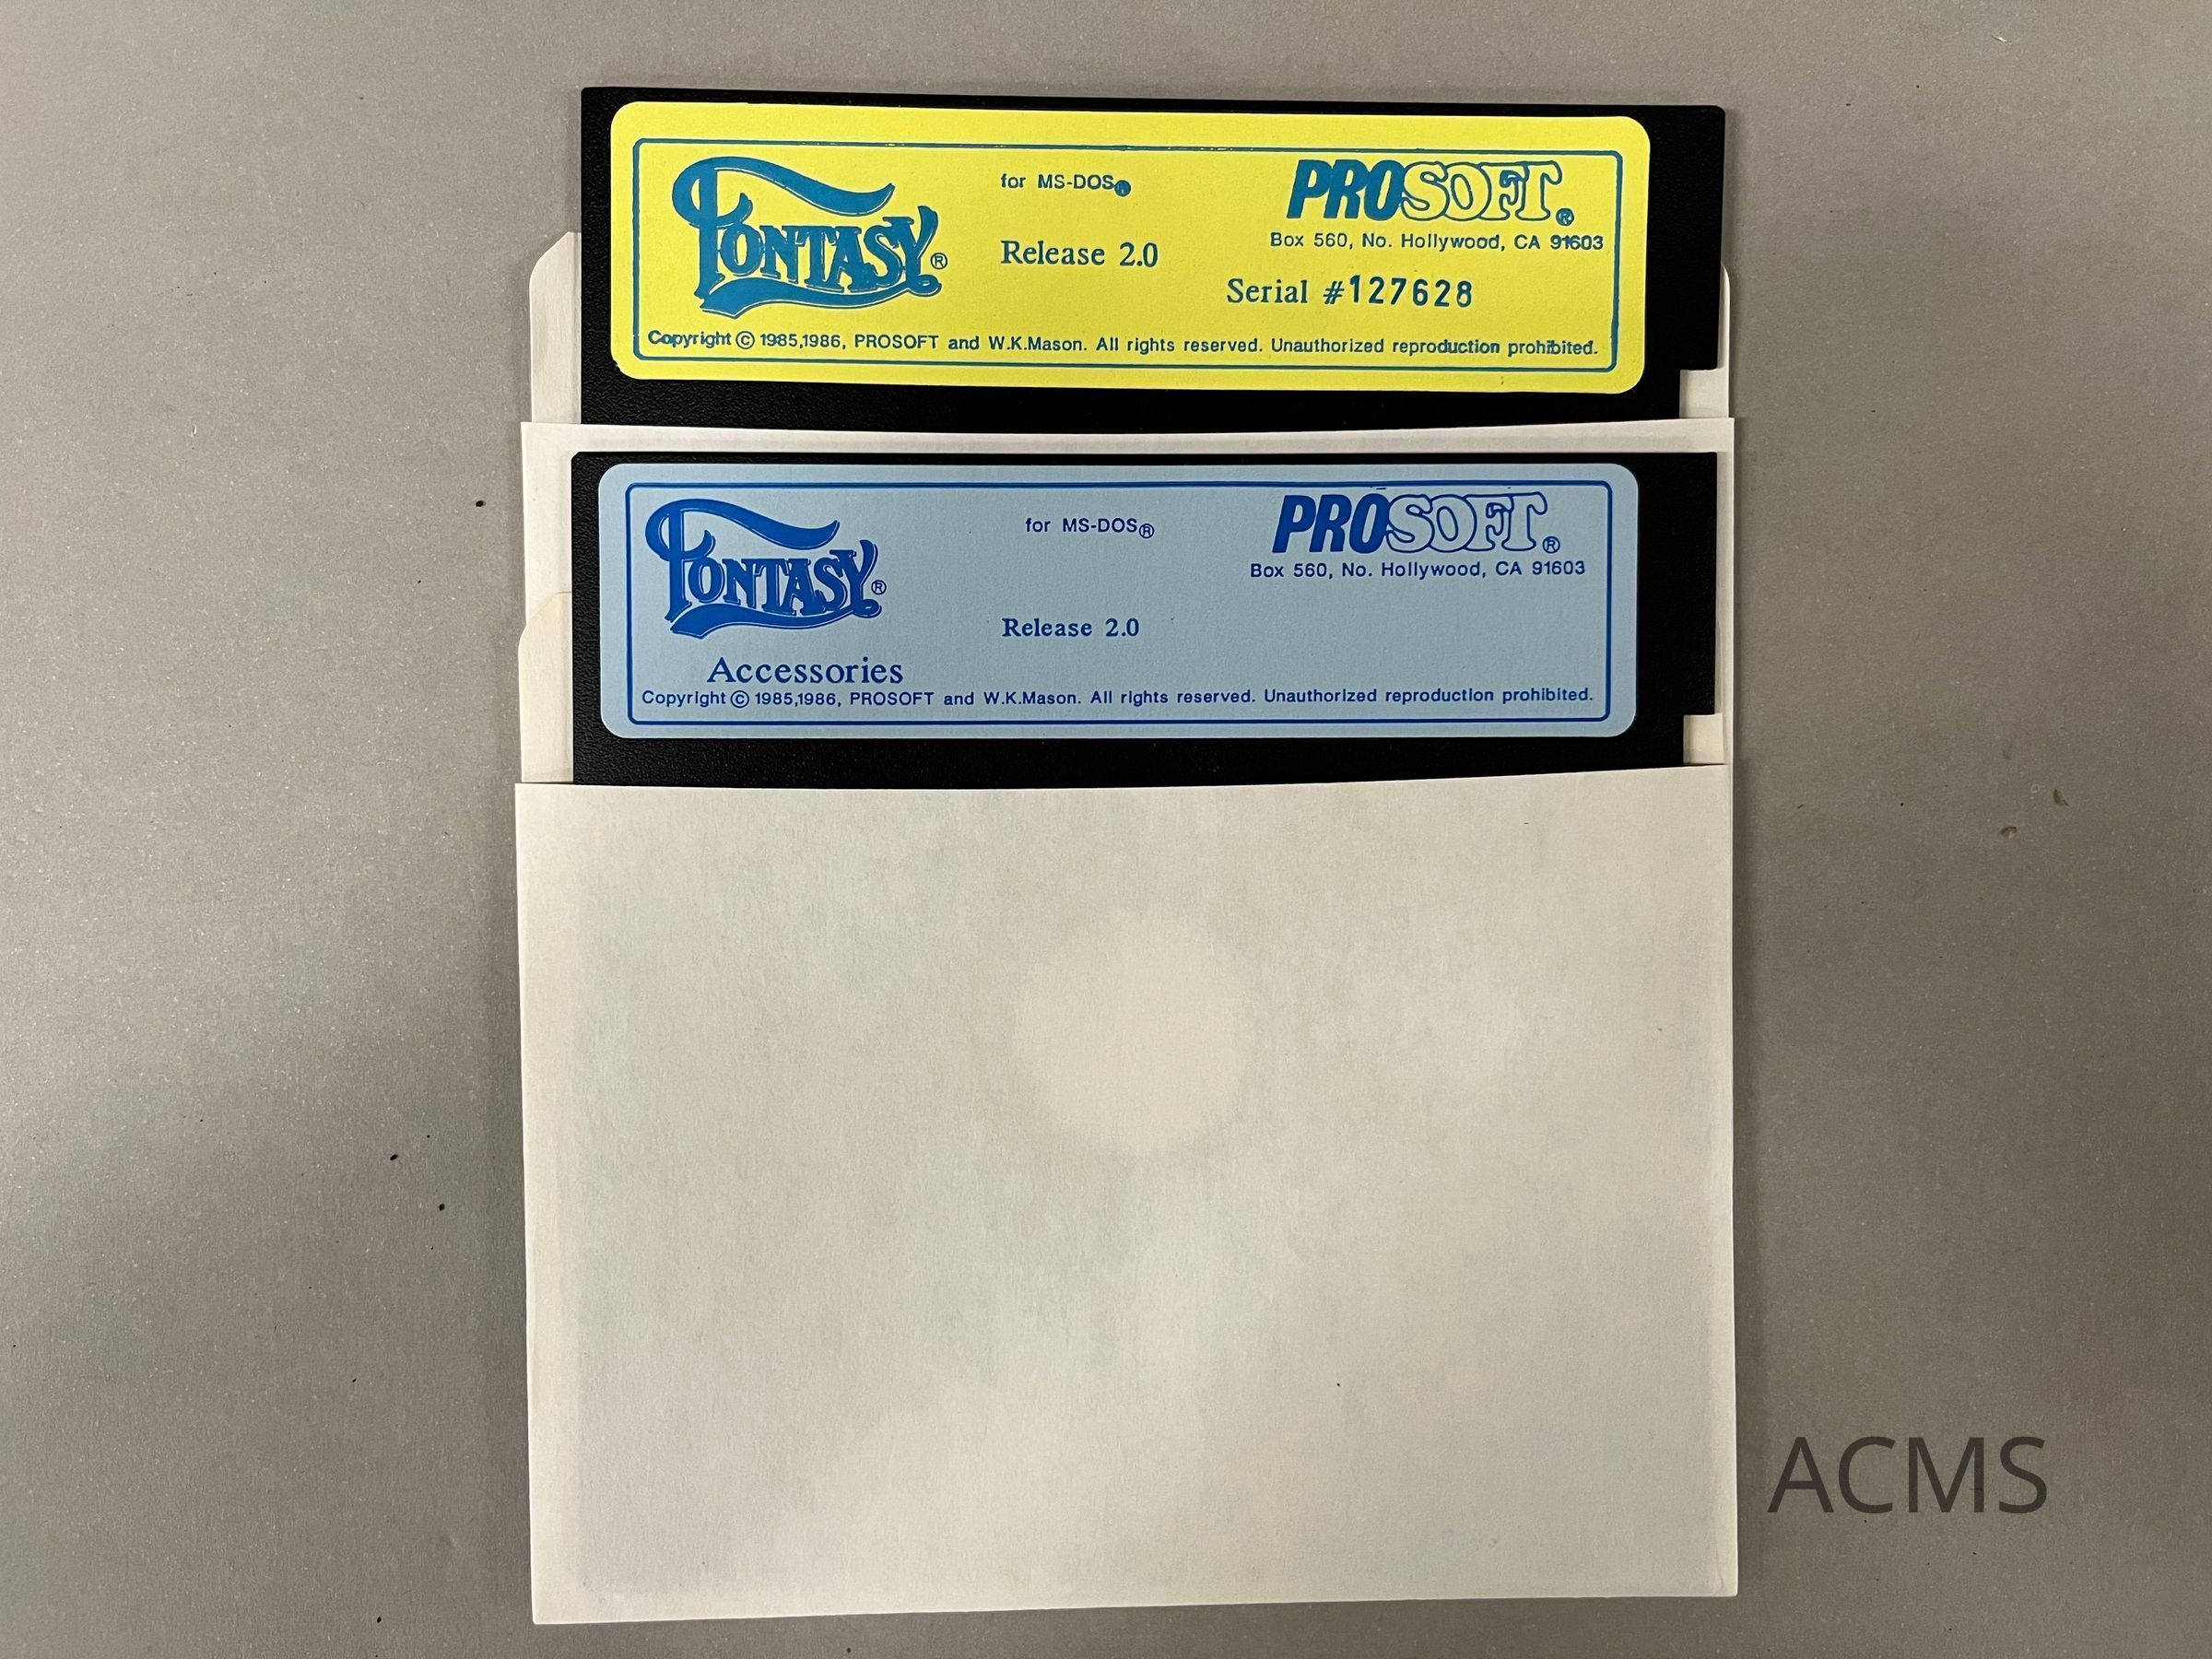 FONTASY®
for MS-DOS®
Release 2.0
PROSOFT®
Box 560, No. Hollywood, CA 91603
Serial #127628
Copyright © 1985,1986, PROSOFT and W.K.Mason. All rights reserved. Unauthorized reproduction prohibited.
FONTASY®
Accessories
for MS-DOS®
Release 2.0
PROSOFT®
Box 560, No. Hollywood, CA 91603
Copyright © 1985,1986, PROSOFT and W.K.Mason. All rights reserved. Unauthorized reproduction prohibited.
ACMS